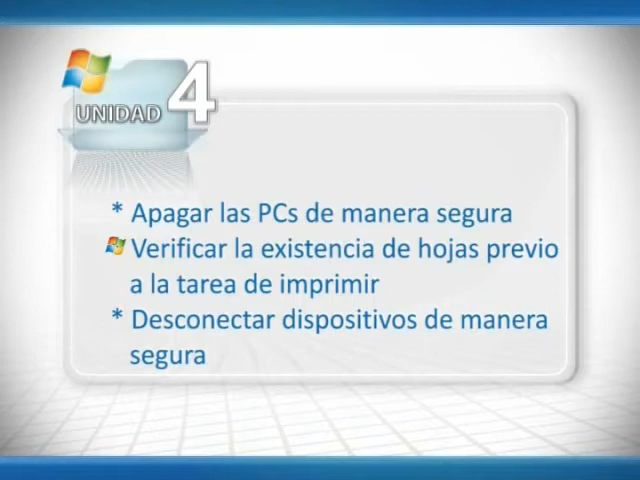 UNIDAD 4
* Apagar las PCs de manera segura
Verificar la existencia de hojas previo
a la tarea de imprimir
* Desconectar dispositivos de manera
segura